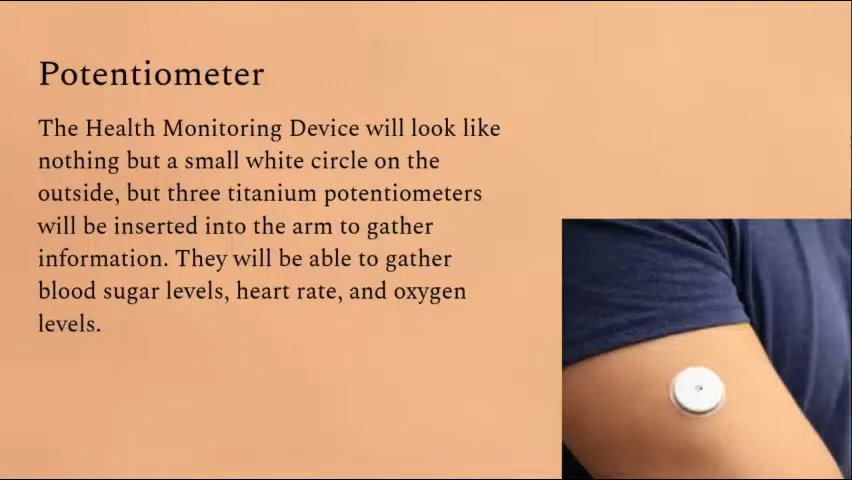 Potentiometer
The Health Monitoring Device will look like
nothing but a small white circle on the
outside, but three titanium potentiometers
will be inserted into the arm to gather
information. They will be able to gather
blood sugar levels, heart rate, and oxygen
levels.